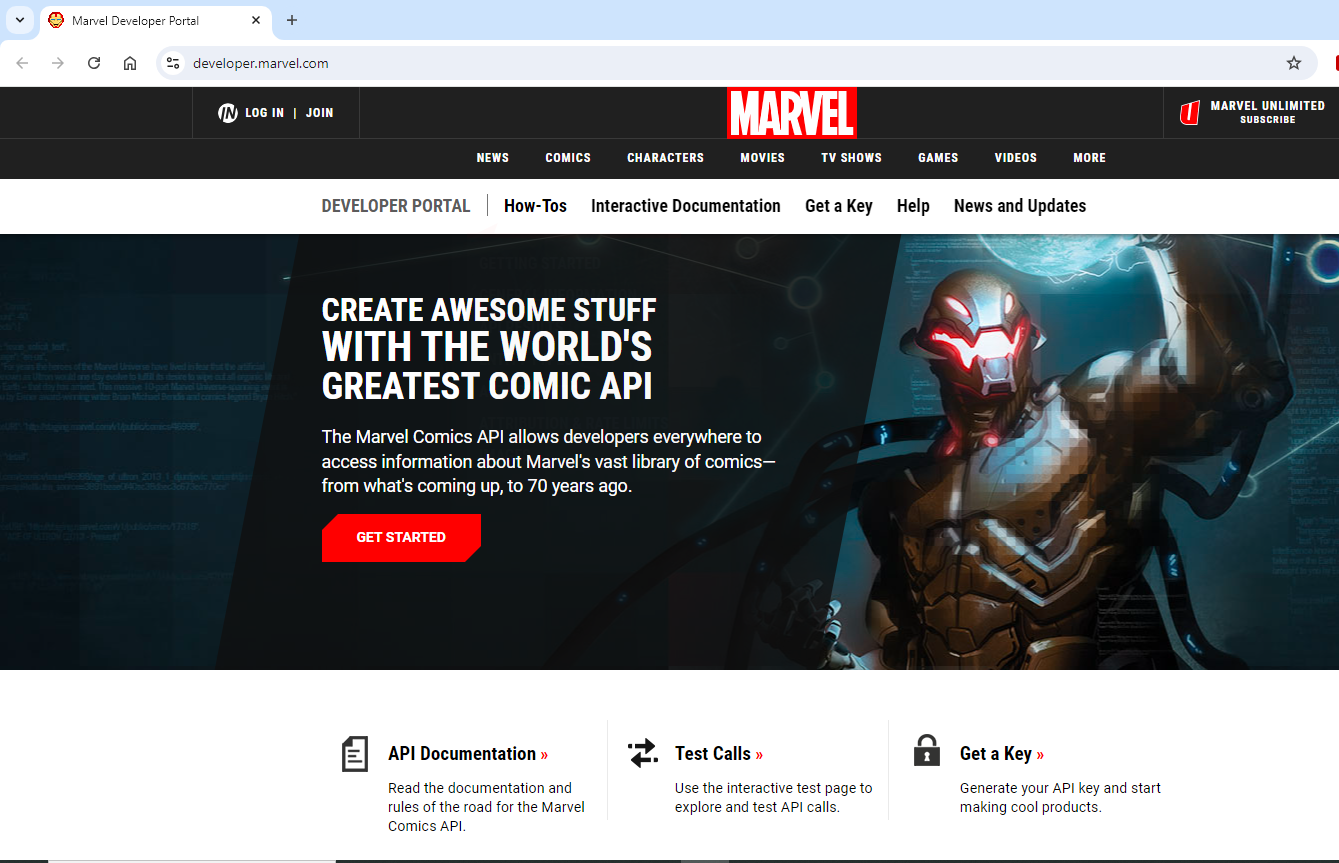 Marvel Developer Portal
developer.marvel.com
IN LOG IN | JOIN
MARVEL
U MARVEL UNLIMITED
SUBSCRIBE
NEWS COMICS CHARACTERS MOVIES TV SHOWS GAMES VIDEOS MORE
DEVELOPER PORTAL How-Tos Interactive Documentation Get a Key Help News and Updates
CREATE AWESOME STUFF
WITH THE WORLD'S
GREATEST COMIC API
The Marvel Comics API allows developers everywhere to
access information about Marvel's vast library of comics—
from what's coming up, to 70 years ago.
GET STARTED
API Documentation »
Read the documentation and
rules of the road for the Marvel
Comics API.
Test Calls »
Use the interactive test page to
explore and test API calls.
Get a Key »
Generate your API key and start
making cool products.